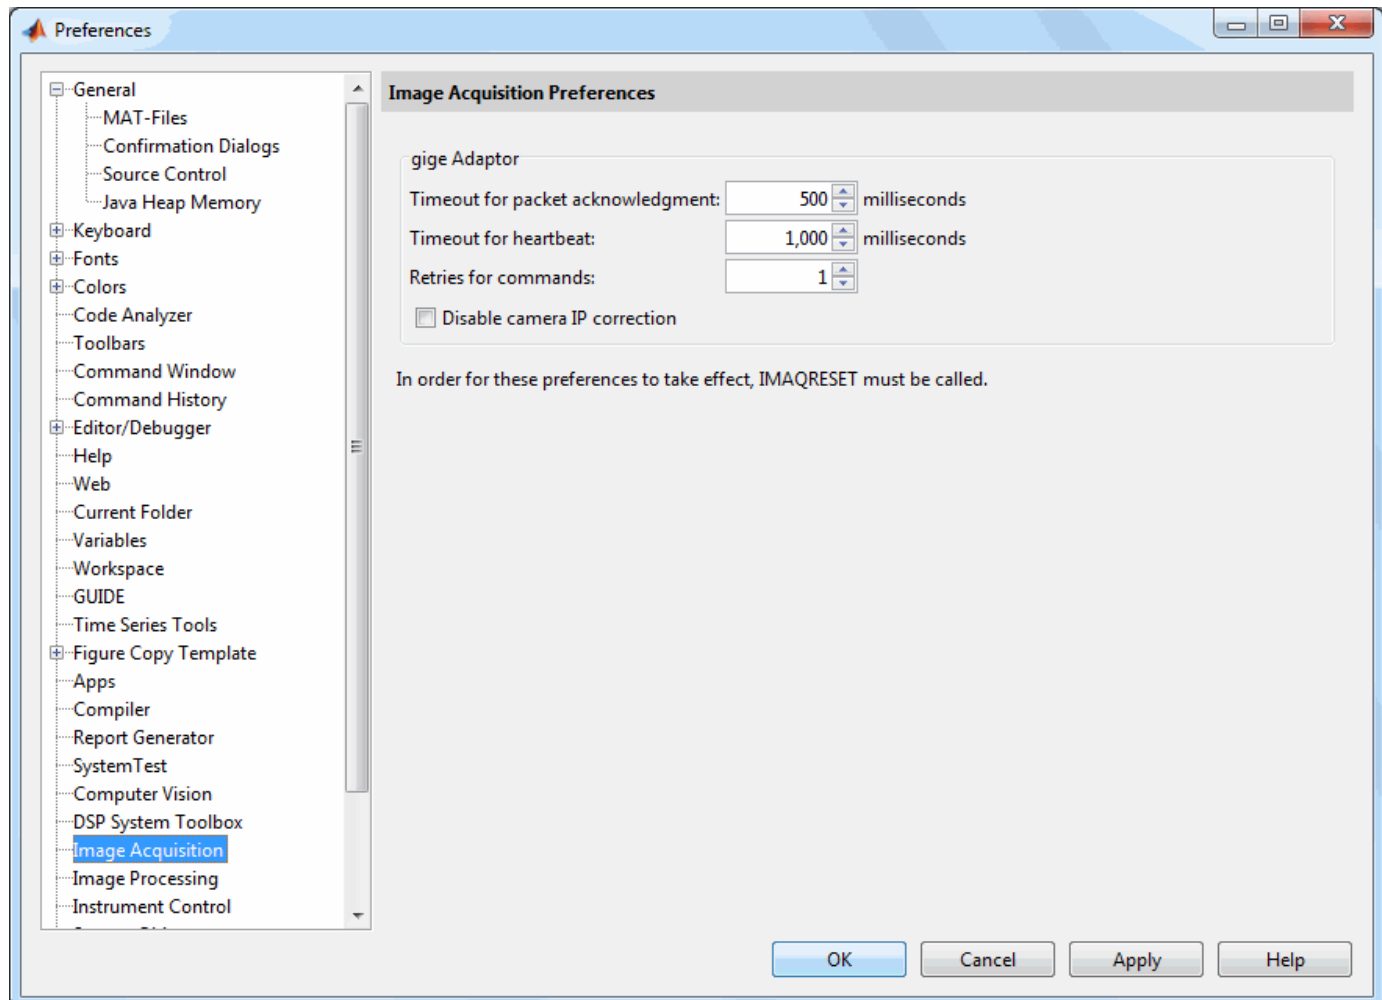 Preferences
General
MAT-Files
Confirmation Dialogs
Source Control
Java Heap Memory
Keyboard
Fonts
Colors
Code Analyzer
Toolbars
Command Window
Command History
Editor/Debugger
Help
Web
Current Folder
Variables
Workspace
GUIDE
Time Series Tools
Figure Copy Template
Apps
Compiler
Report Generator
SystemTest
Computer Vision
DSP System Toolbox
Image Acquisition
Image Processing
Instrument Control
Image Acquisition Preferences
gige Adaptor
Timeout for packet acknowledgment: 500 milliseconds
Timeout for heartbeat: 1,000 milliseconds
Retries for commands: 1
Disable camera IP correction
In order for these preferences to take effect, IMAQRESET must be called.
OK Cancel Apply Help